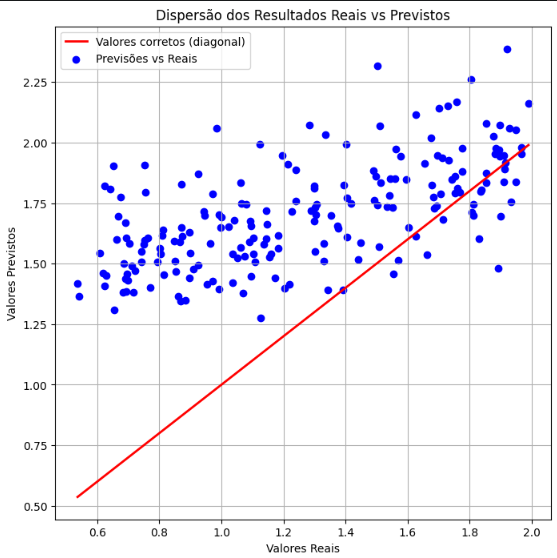 Dispersão dos Resultados Reais vs Previstos
Valores corretos (diagonal)
Previsões vs Reais
2.25
2.00
1.75
1.50
1.25
1.00
0.75
0.50
Valores Previstos
0.6 0.8 1.0 1.2 1.4 1.6 1.8 2.0
Valores Reais